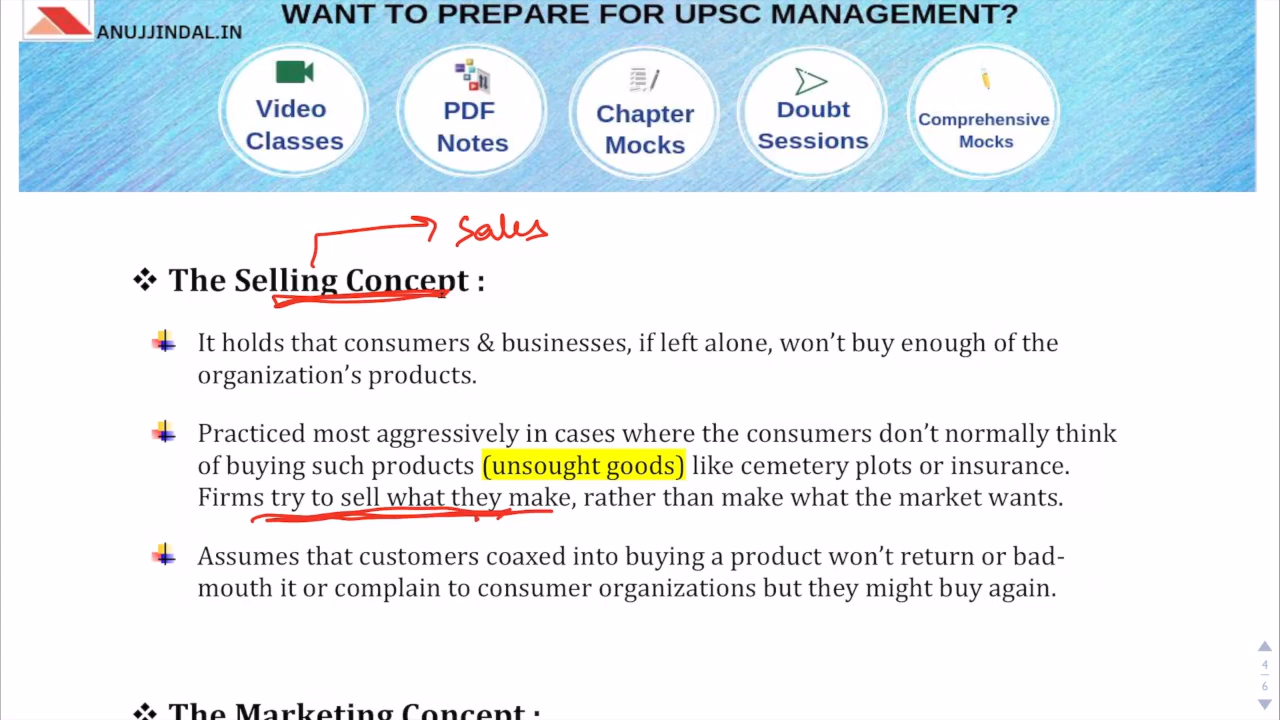 WANT TO PREPARE FOR UPSC MANAGEMENT?
ANUJJINDAL.IN
Video
Classes
PDF
Notes
Chapter
Mocks
Doubt
Sessions
Comprehensive
Mocks
Sales
❖ The Selling Concept :
It holds that consumers & businesses, if left alone, won't buy enough of the
organization's products.
Practiced most aggressively in cases where the consumers don't normally think
of buying such products (unsought goods) like cemetery plots or insurance.
Firms try to sell what they make, rather than make what the market wants.
Assumes that customers coaxed into buying a product won't return or bad-
mouth it or complain to consumer organizations but they might buy again.
❖ The Marketing Concept :
4
6